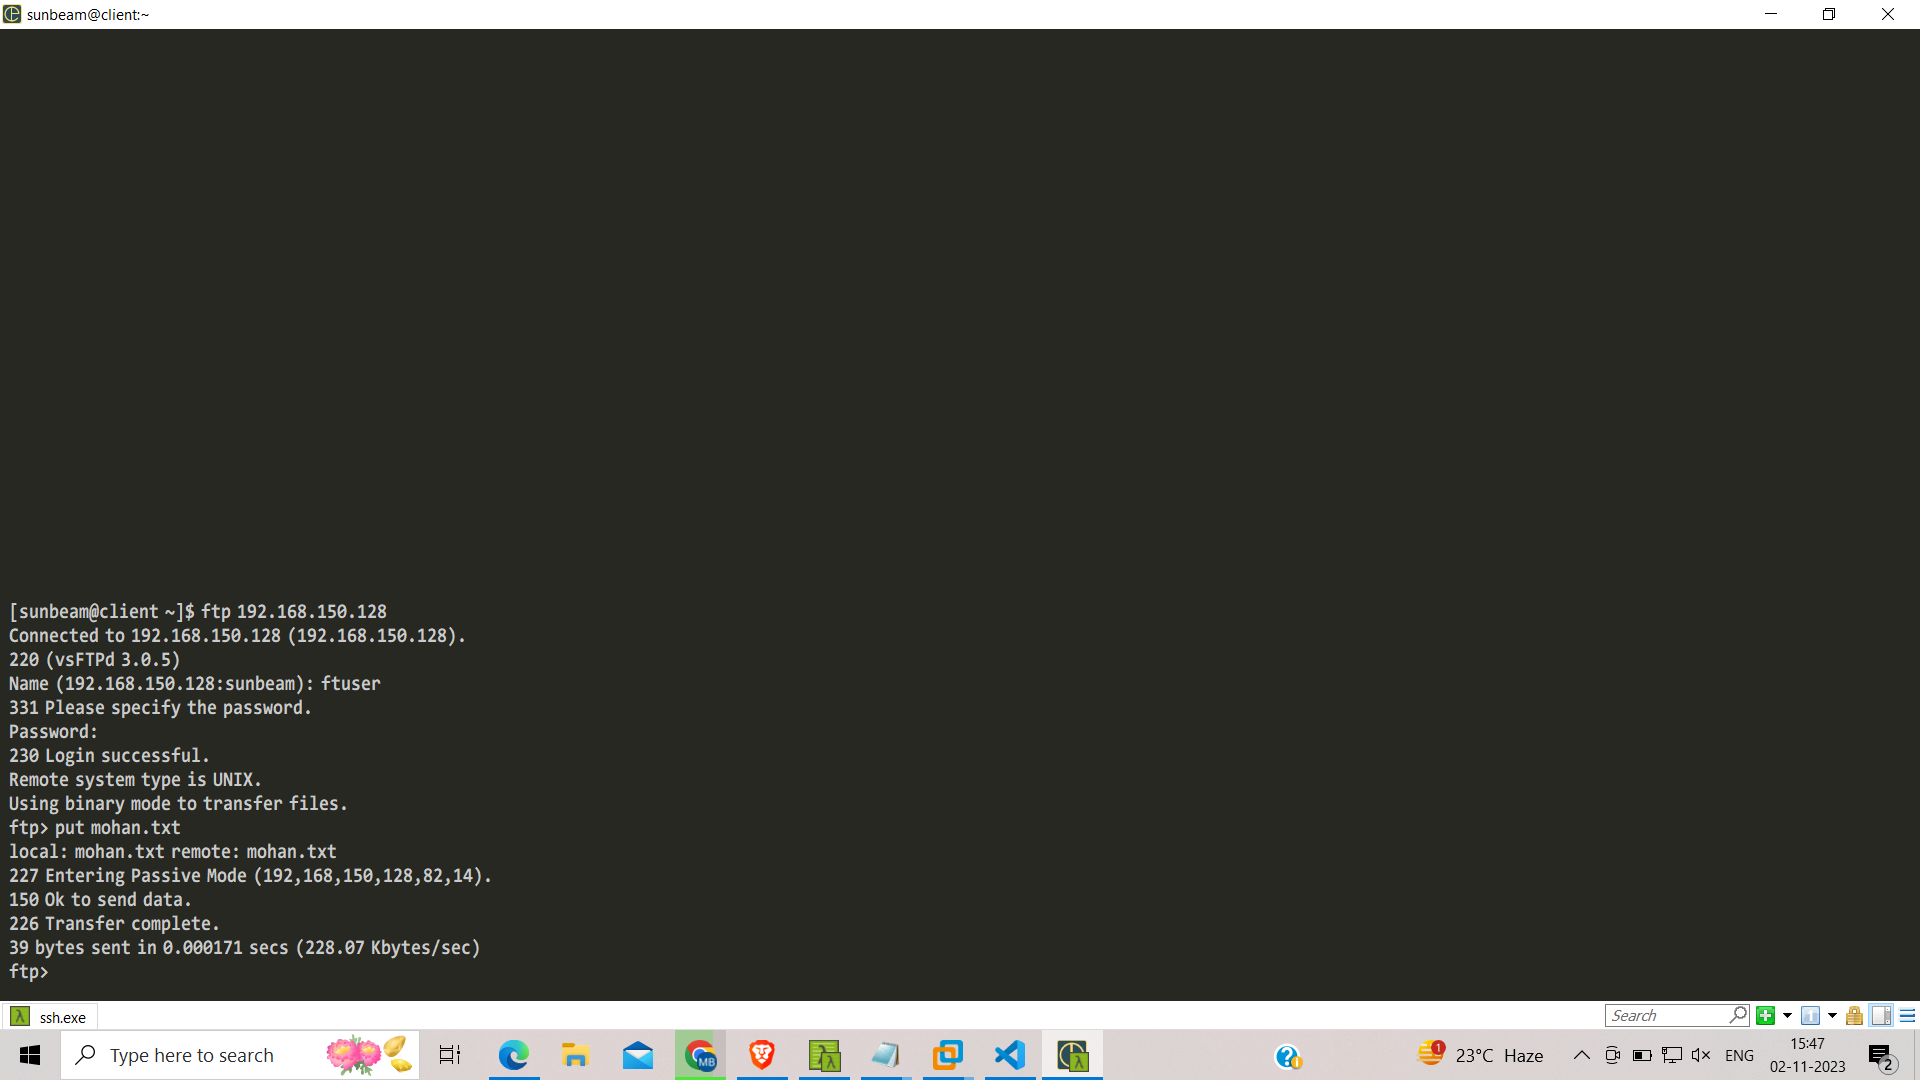 sunbeam@client:~
[sunbeam@client ~]$ ftp 192.168.150.128
Connected to 192.168.150.128 (192.168.150.128).
220 (vsFTPd 3.0.5)
Name (192.168.150.128:sunbeam): ftuser
331 Please specify the password.
Password:
230 Login successful.
Remote system type is UNIX.
Using binary mode to transfer files.
ftp> put mohan.txt
local: mohan.txt remote: mohan.txt
227 Entering Passive Mode (192,168,150,128,82,14).
150 Ok to send data.
226 Transfer complete.
39 bytes sent in 0.000171 secs (228.07 Kbytes/sec)
ftp>
ssh.exe
Search
Type here to search
MB
1
23°C Haze
ENG
15:47
02-11-2023
2